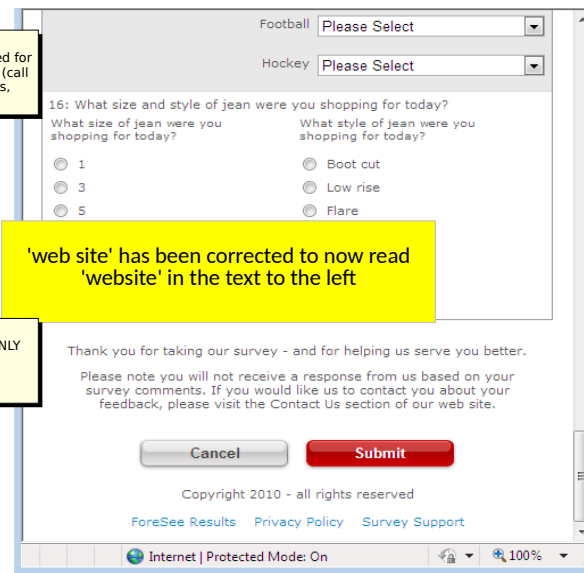 Football Please Select
ed for
(call
s,
Hockey Please Select
16: What size and style of jean were you shopping for today?
What size of jean were you
shopping for today?
What style of jean were you
shopping for today?
1 Boot cut
3 Low rise
5 Flare
'web site' has been corrected to now read
'website' in the text to the left
NLY
Thank you for taking our survey - and for helping us serve you better.
Please note you will not receive a response from us based on your
survey comments. If you would like us to contact you about your
feedback, please visit the Contact Us section of our web site.
Cancel Submit
Copyright 2010 - all rights reserved
ForeSee Results Privacy Policy Survey Support
Internet | Protected Mode: On 100%